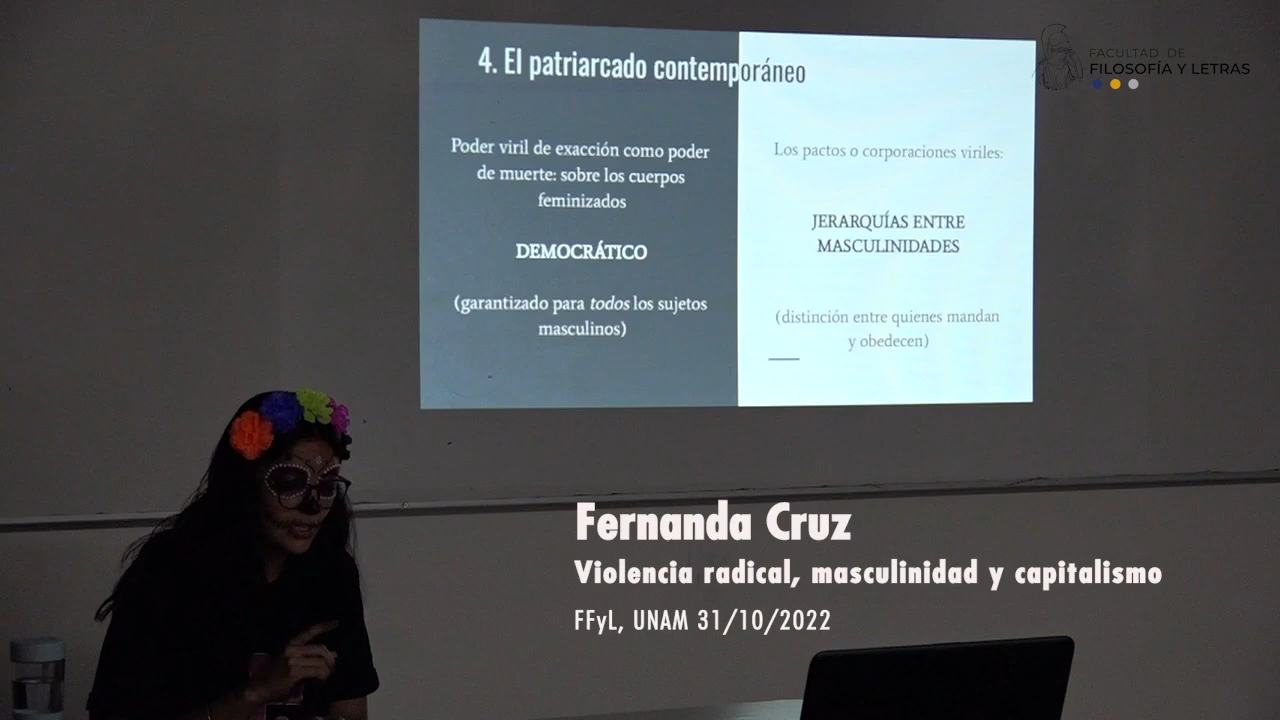 4. El patriarcado contemporáneo
Poder viril de exacción como poder
de muerte: sobre los cuerpos
feminizados
DEMOCRÁTICO
(garantizado para todos los sujetos
masculinos)
Los pactos o corporaciones viriles:
JERARQUÍAS ENTRE
MASCULINIDADES
(distinción entre quienes mandan
y obedecen)
FACULTAD DE
FILOSOFÍA Y LETRAS
Fernanda Cruz
Violencia radical, masculinidad y capitalismo
FFyL, UNAM 31/10/2022